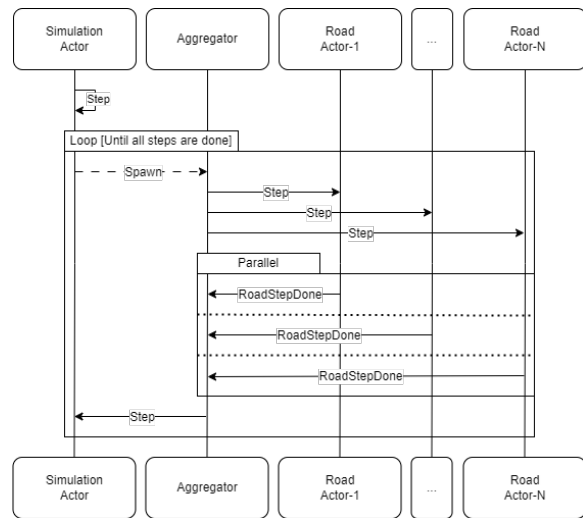 Simulation
Actor
Aggregator
Road
Actor-1
...
Road
Actor-N
Step
Loop [Until all steps are done]
Spawn
Step
Step
Step
Parallel
RoadStepDone
RoadStepDone
RoadStepDone
Step
Simulation
Actor
Aggregator
Road
Actor-1
...
Road
Actor-N